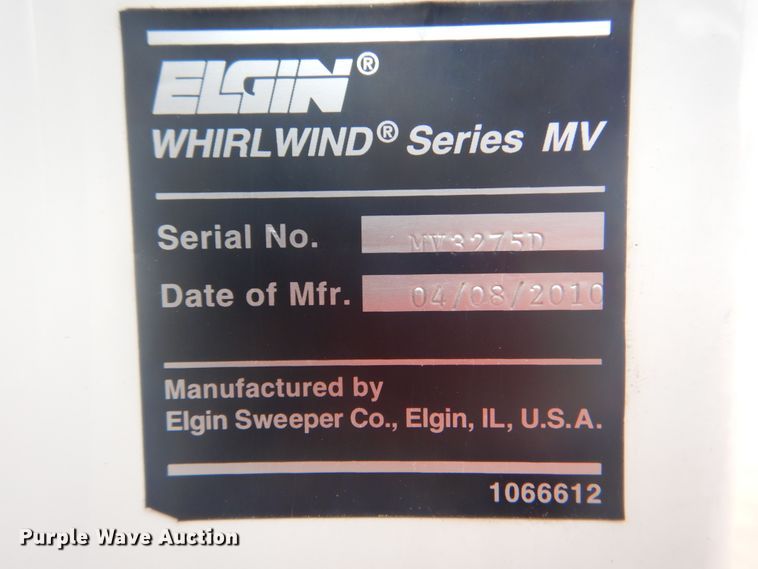 ELGIN®
WHIRLWIND® Series MV
Serial No. MV3275D
Date of Mfr. 04/08/2010
Manufactured by
Elgin Sweeper Co., Elgin, IL, U.S.A.
1066612
Purple Wave Auction